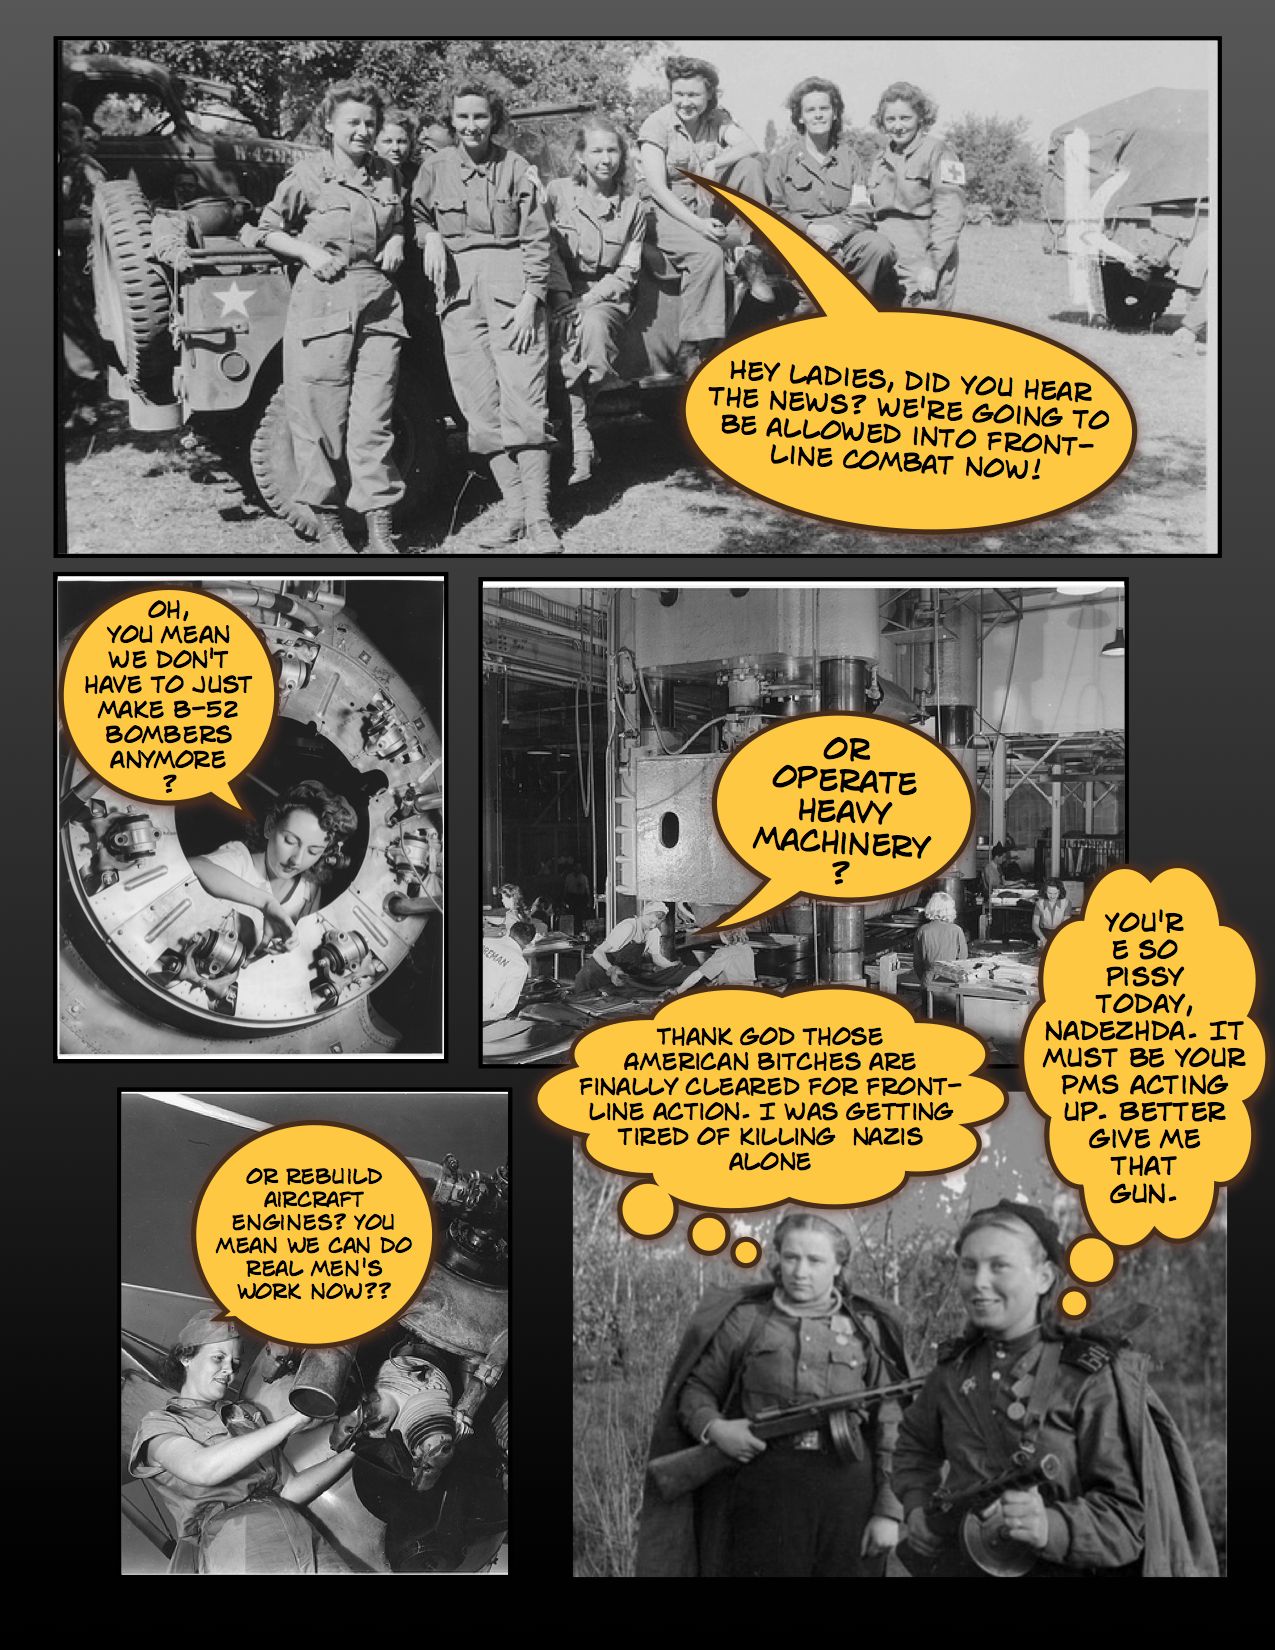 HEY LADIES, DID YOU HEAR
THE NEWS? WE'RE GOING TO
BE ALLOWED INTO FRONT-
LINE COMBAT NOW!
OH,
YOU MEAN
WE DON'T
HAVE TO JUST
MAKE B-52
BOMBERS
ANYMORE
?
OR
OPERATE
HEAVY
MACHINERY
?
EMAN
OR REBUILD
AIRCRAFT
ENGINES? YOU
MEAN WE CAN DO
REAL MEN'S
WORK NOW??
THANK GOD THOSE
AMERICAN BITCHES ARE
FINALLY CLEARED FOR FRONT-
LINE ACTION. I WAS GETTING
TIRED OF KILLING NAZIS
ALONE
YOU'R
E SO
PISSY
TODAY,
NADEZHDA. IT
MUST BE YOUR
PMS ACTING
UP. BETTER
GIVE ME
THAT
GUN.